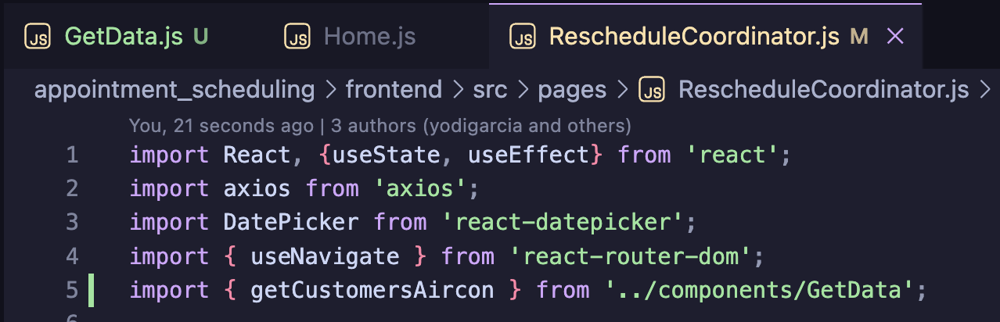 JS GetData.js U JS Home.js JS RescheduleCoordinator.js M
appointment_scheduling > frontend > src > pages > JS RescheduleCoordinator.js >
You, 21 seconds ago | 3 authors (yodigarcia and others)
1 import React, {useState, useEffect} from 'react';
2 import axios from 'axios';
3 import DatePicker from 'react-datepicker';
4 import { useNavigate } from 'react-router-dom';
5 import { getCustomersAircon } from '../components/GetData';
6